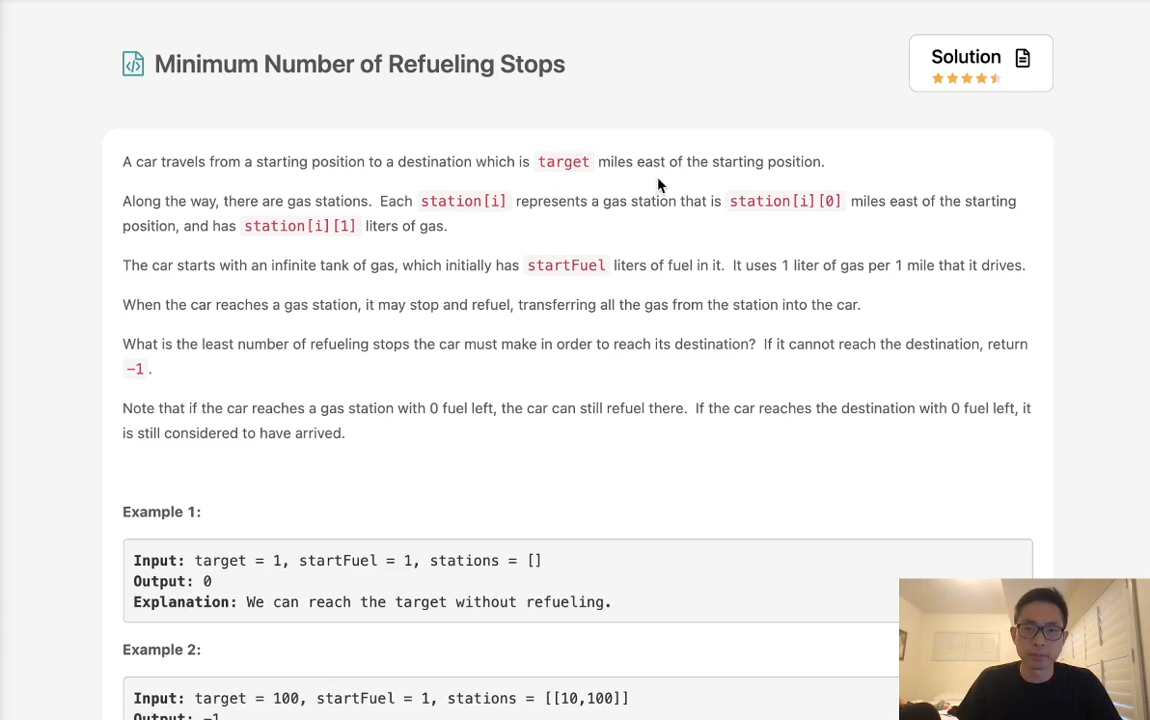 Minimum Number of Refueling Stops
Solution
A car travels from a starting position to a destination which is target miles east of the starting position.
Along the way, there are gas stations. Each station[i] represents a gas station that is station[i][0] miles east of the starting
position, and has station[i][1] liters of gas.
The car starts with an infinite tank of gas, which initially has startFuel liters of fuel in it. It uses 1 liter of gas per 1 mile that it drives.
When the car reaches a gas station, it may stop and refuel, transferring all the gas from the station into the car.
What is the least number of refueling stops the car must make in order to reach its destination? If it cannot reach the destination, return
-1 .
Note that if the car reaches a gas station with 0 fuel left, the car can still refuel there. If the car reaches the destination with 0 fuel left, it
is still considered to have arrived.
Example 1:
Input: target = 1, startFuel = 1, stations = []
Output: 0
Explanation: We can reach the target without refueling.
Example 2:
Input: target = 100, startFuel = 1, stations = [[10,100]]
Output: -1